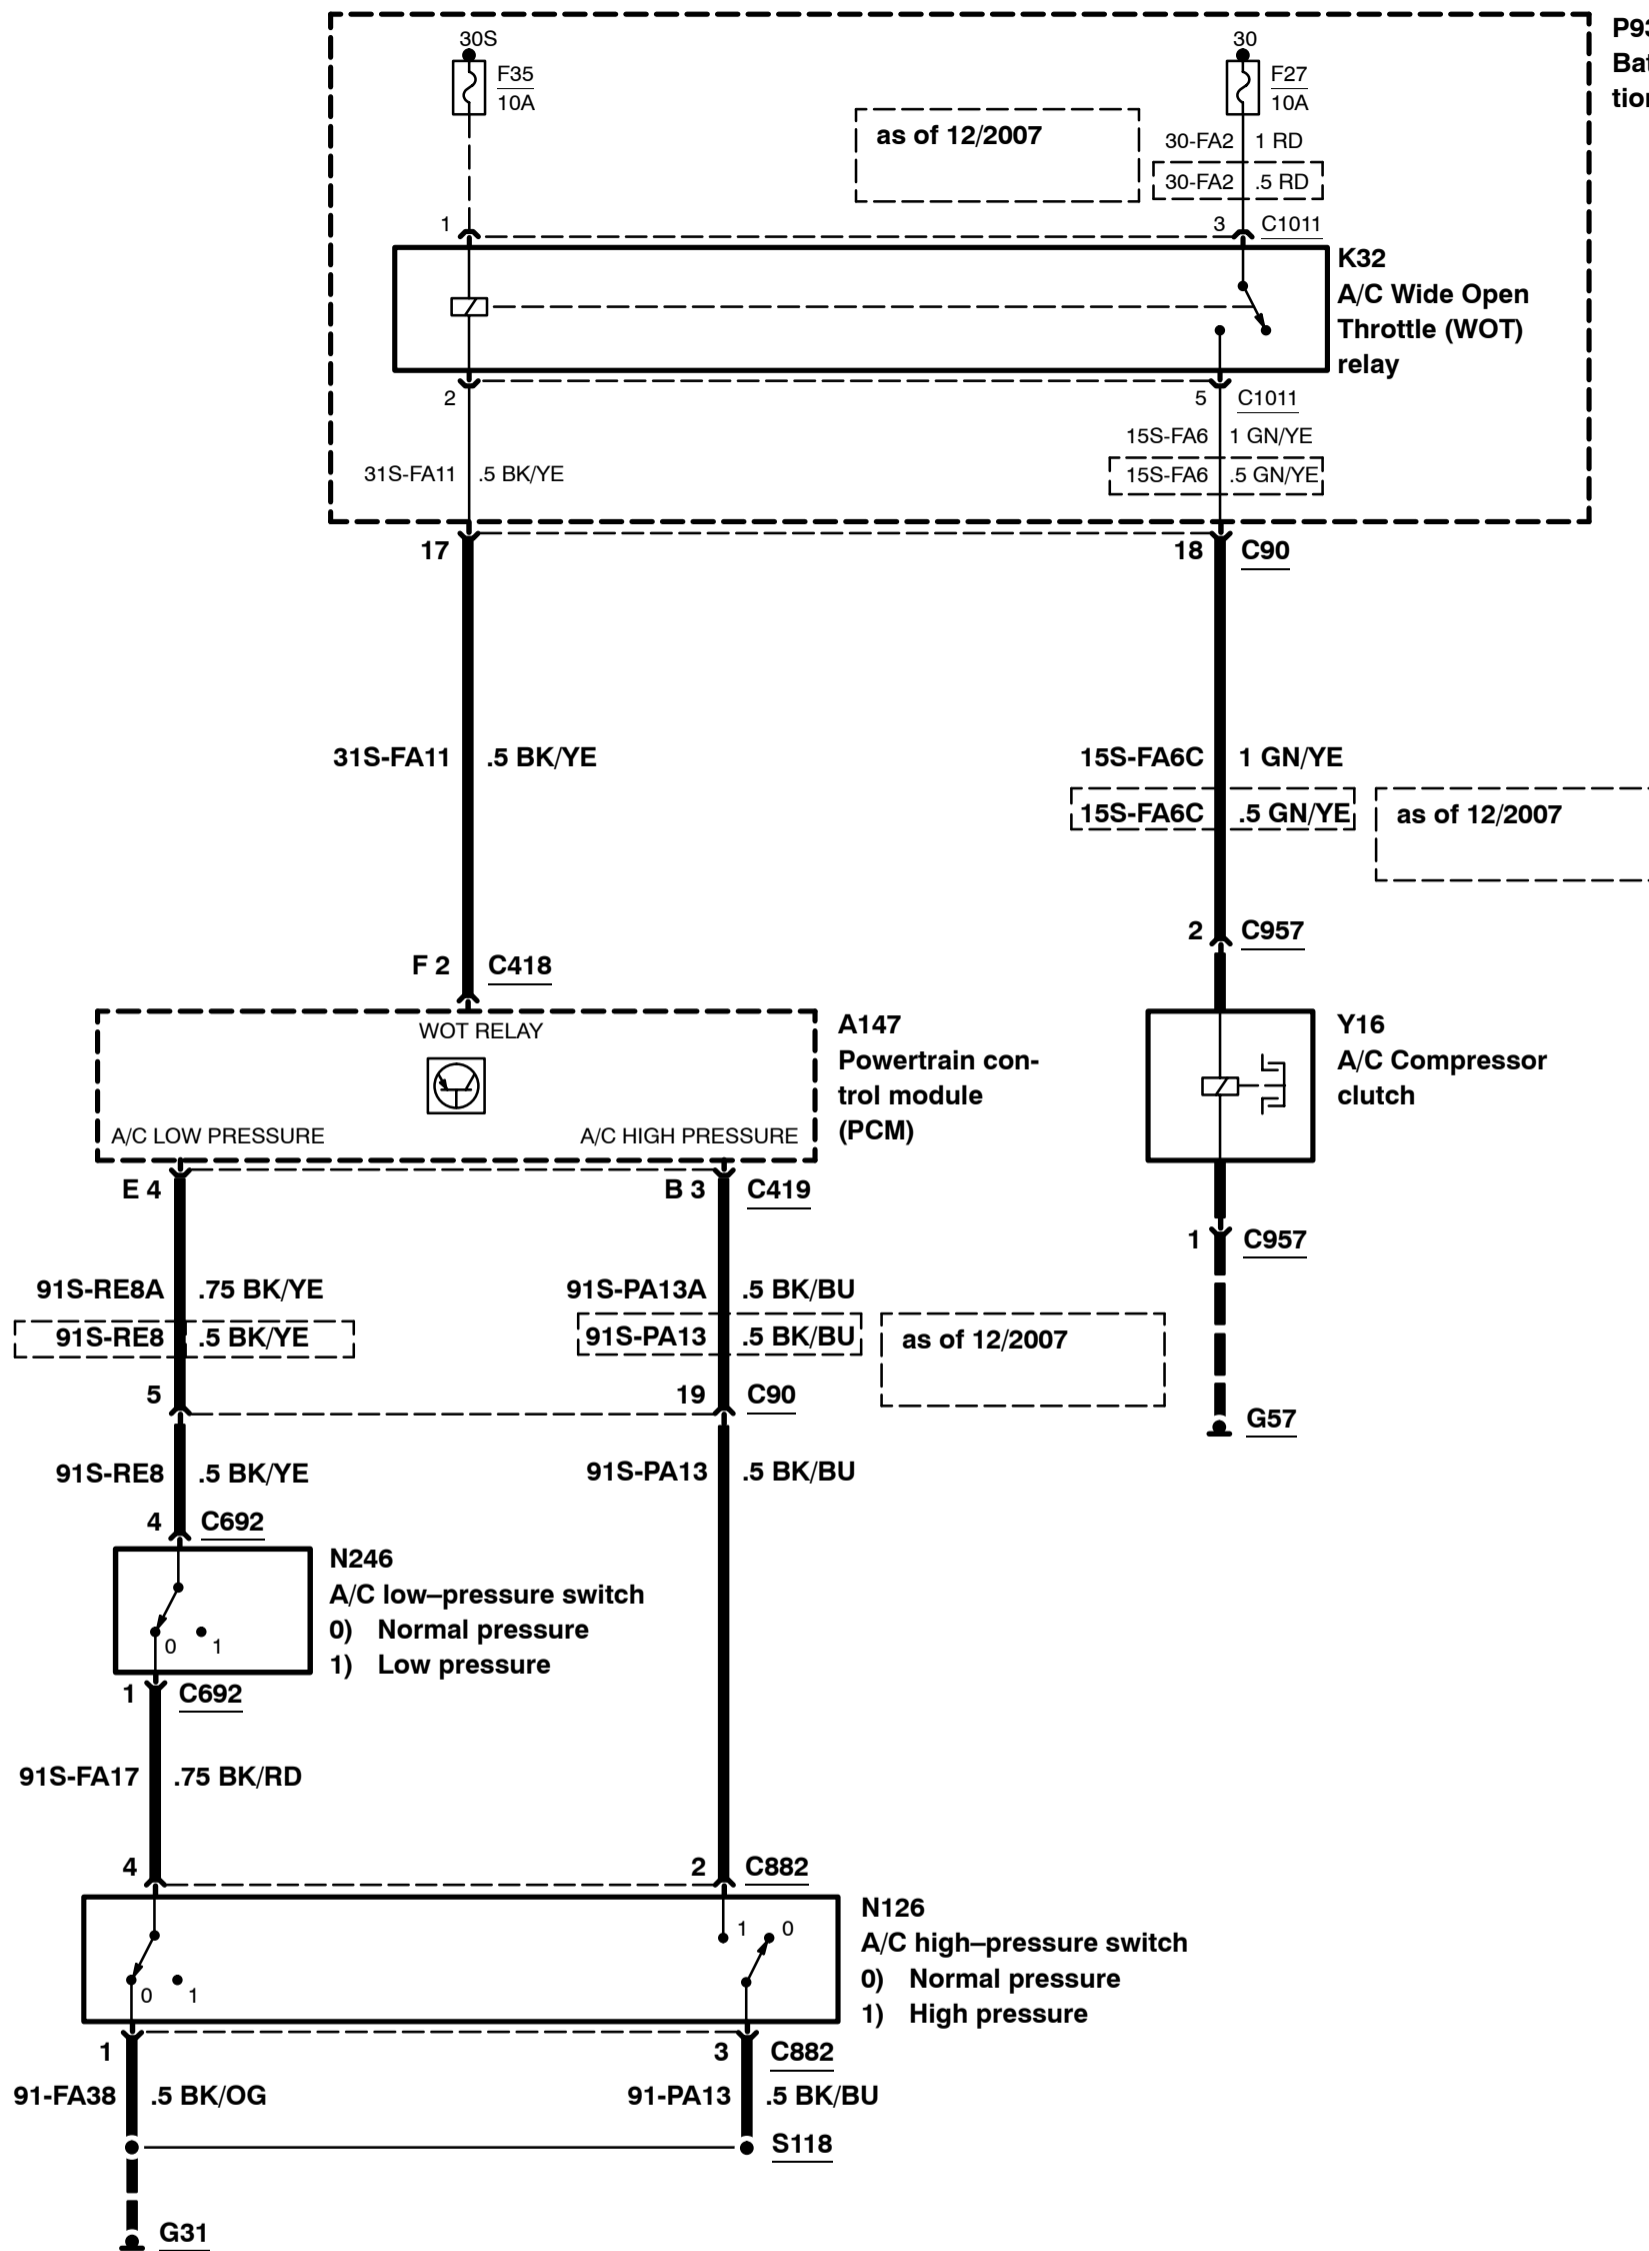 30S
30
P93
Bat
tion
F35
10A
F27
10A
as of 12/2007
30-FA2 1 RD
30-FA2 .5 RD
1
3 C1011
K32
A/C Wide Open
Throttle (WOT)
relay
2
5 C1011
15S-FA6 1 GN/YE
31S-FA11 .5 BK/YE
15S-FA6 .5 GN/YE
17
18 C90
31S-FA11 .5 BK/YE
15S-FA6C 1 GN/YE
15S-FA6C .5 GN/YE
as of 12/2007
2 C957
F 2 C418
WOT RELAY
A147
Powertrain con-
trol module
(PCM)
Y16
A/C Compressor
clutch
A/C LOW PRESSURE
A/C HIGH PRESSURE
E 4
B 3 C419
1 C957
91S-RE8A .75 BK/YE
91S-PA13A .5 BK/BU
91S-RE8 .5 BK/YE
91S-PA13 .5 BK/BU
as of 12/2007
5
19 C90
G57
91S-RE8 .5 BK/YE
91S-PA13 .5 BK/BU
4 C692
N246
A/C low–pressure switch
0) Normal pressure
1) Low pressure
0 1
1 C692
91S-FA17 .75 BK/RD
4
2 C882
N126
A/C high–pressure switch
0) Normal pressure
1) High pressure
1 0
0 1
1
3 C882
91-FA38 .5 BK/OG
91-PA13 .5 BK/BU
S118
G31